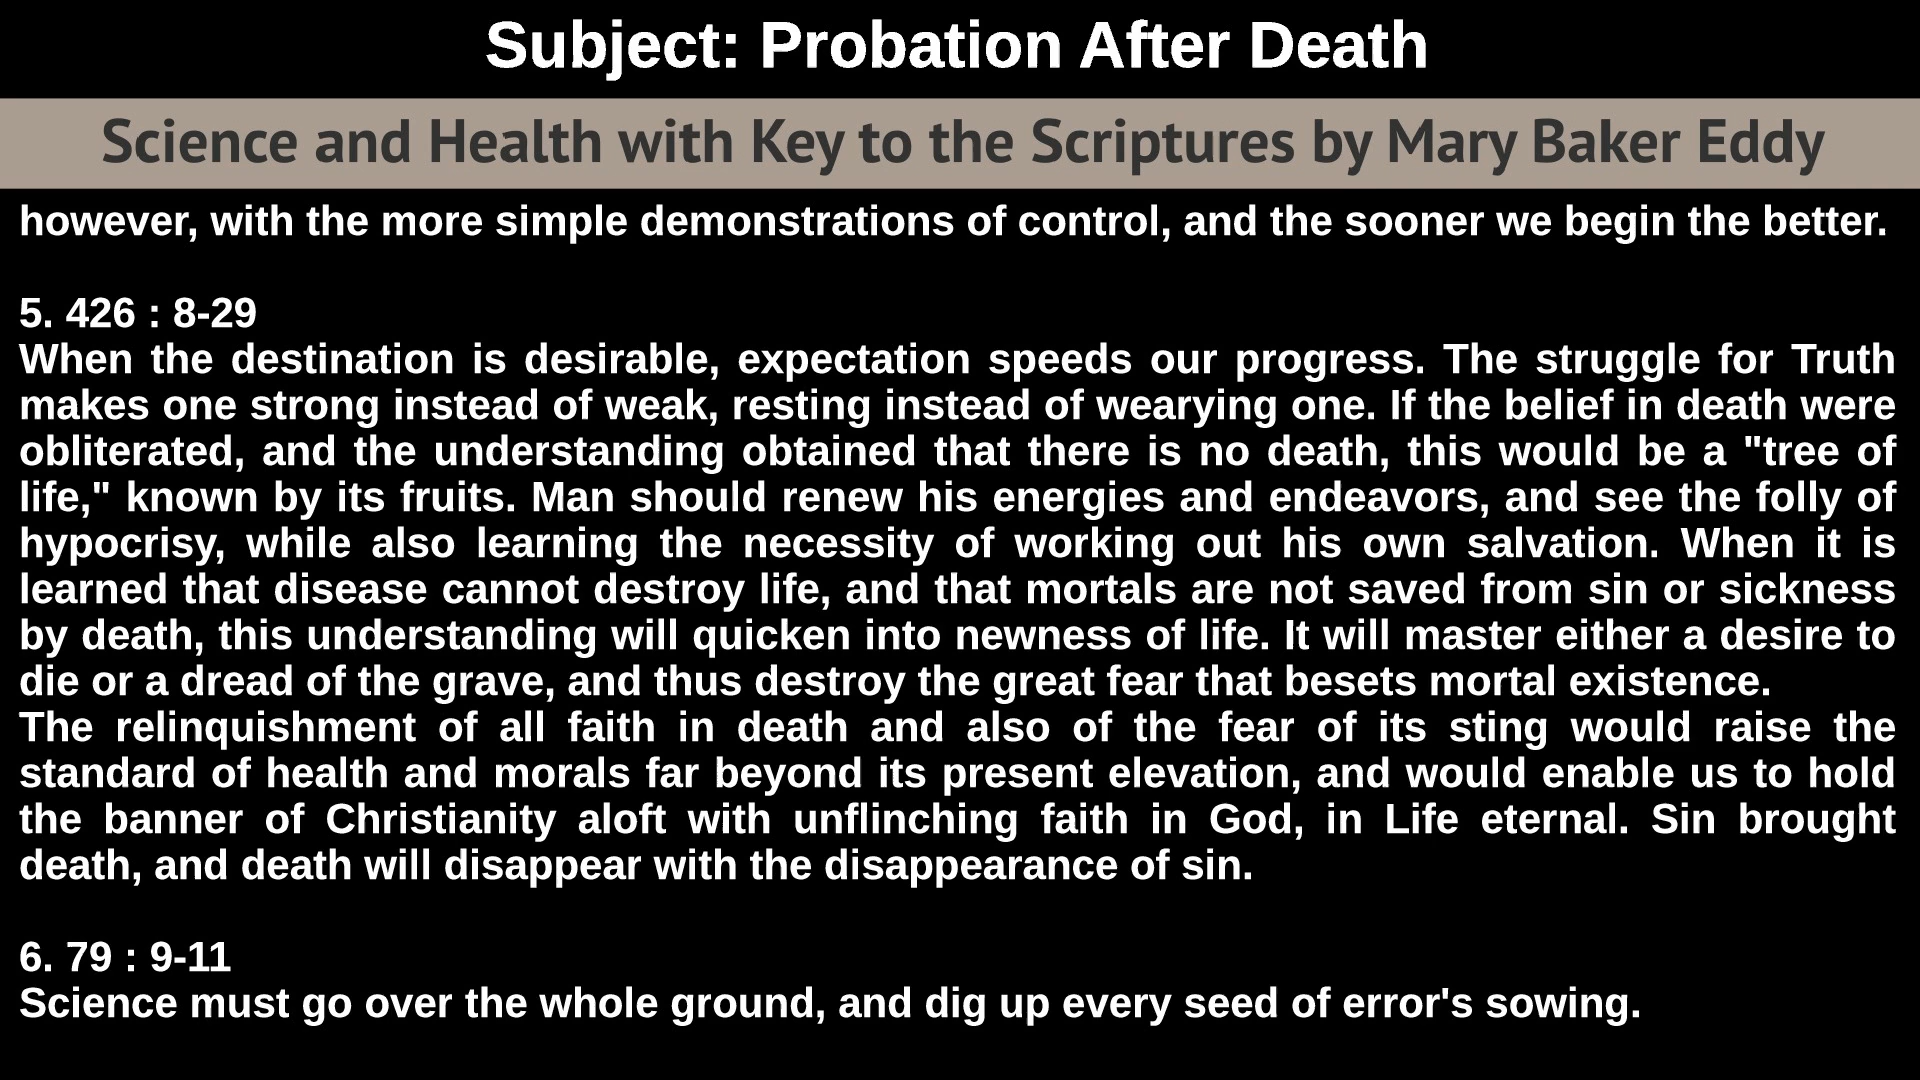 Subject: Probation After Death
Science and Health with Key to the Scriptures by Mary Baker Eddy
however, with the more simple demonstrations of control, and the sooner we begin the better.
5. 426 : 8-29
When the destination is desirable, expectation speeds our progress. The struggle for Truth
makes one strong instead of weak, resting instead of wearying one. If the belief in death were
obliterated, and the understanding obtained that there is no death, this would be a "tree of
life," known by its fruits. Man should renew his energies and endeavors, and see the folly of
hypocrisy, while also learning the necessity of working out his own salvation. When it is
learned that disease cannot destroy life, and that mortals are not saved from sin or sickness
by death, this understanding will quicken into newness of life. It will master either a desire to
die or a dread of the grave, and thus destroy the great fear that besets mortal existence.
The relinquishment of all faith in death and also of the fear of its sting would raise the
standard of health and morals far beyond its present elevation, and would enable us to hold
the banner of Christianity aloft with unflinching faith in God, in Life eternal. Sin brought
death, and death will disappear with the disappearance of sin.
6. 79 : 9-11
Science must go over the whole ground, and dig up every seed of error's sowing.